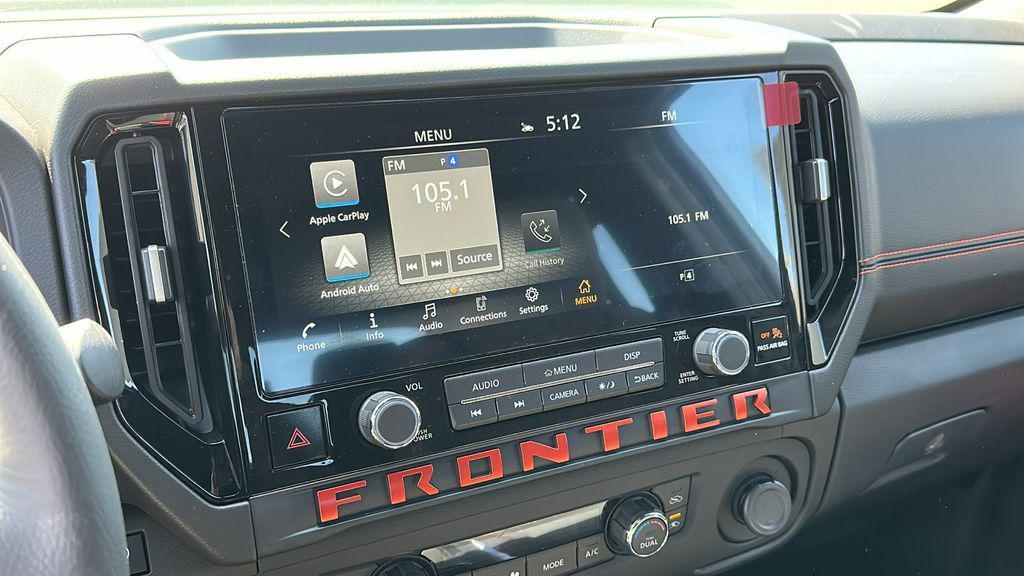 MENU
5:12
FM
Apple CarPlay
FM
P 4
105.1
FM
Source
Android Auto
Call History
105.1 FM
P 4
Phone
Info
Audio
Connections
Settings
MENU
VOL
AUDIO
MENU
DISP
CAMERA
BACK
TUNE
SCROLL
ENTER
SETTING
OFF
PASS AIR BAG
FRONTIER
MODE
A/C
DUAL